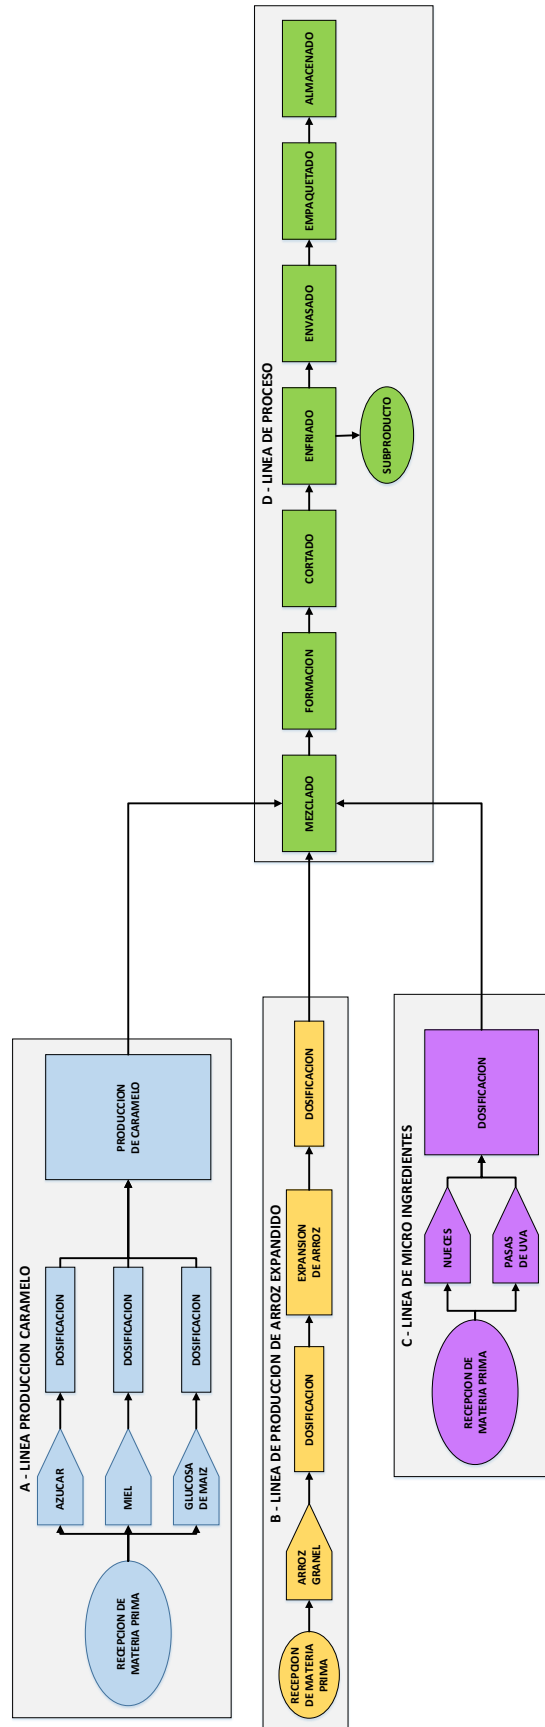 A - LINEA PRODUCCION CARAMELO
RECEPCION DE
MATERIA PRIMA
AZUCAR
MIEL
GLUCOSA
DE MAIZ
DOSIFICACION
DOSIFICACION
DOSIFICACION
PRODUCCION
DE CARAMELO
B - LINEA DE PRODUCCION DE ARROZ EXPANDIDO
RECEPCION
DE MATERIA
PRIMA
ARROZ
GRANEL
DOSIFICACION
EXPANSION
DE ARROZ
DOSIFICACION
C - LINEA DE MICRO INGREDIENTES
RECEPCION DE
MATERIA PRIMA
NUECES
PASAS
DE UVA
DOSIFICACION
D - LINEA DE PROCESO
MEZCLADO
FORMACION
CORTADO
ENFRIADO
SUBPRODUCTO
ENVASADO
EMPAQUETADO
ALMACENADO